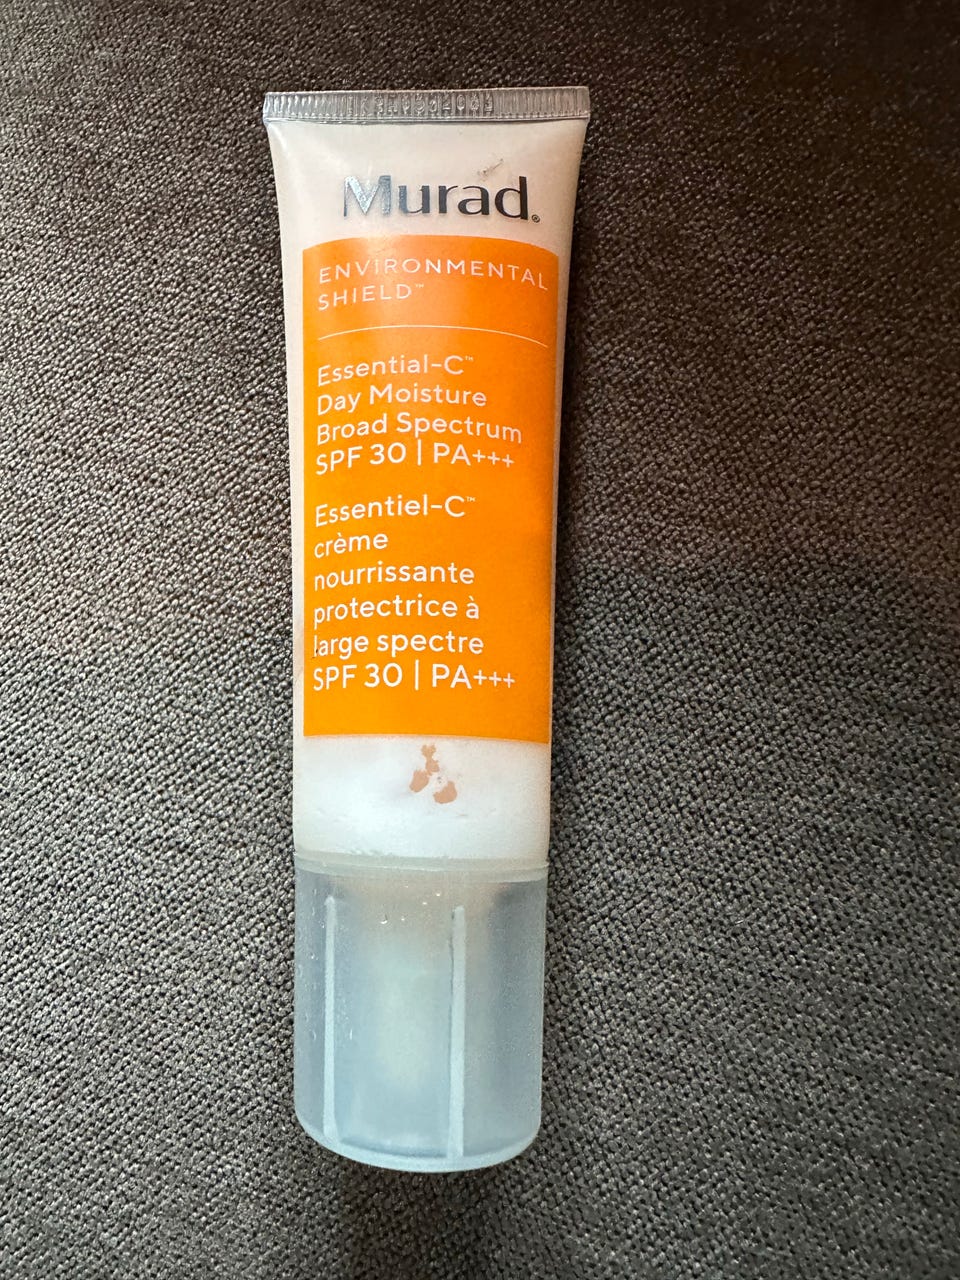 Murad®
ENVIRONMENTAL
SHIELD™
Essential-C™
Day Moisture
Broad Spectrum
SPF 30 | PA+++
Essentiel-C™
crème
nourrissante
protectrice à
large spectre
SPF 30 | PA+++